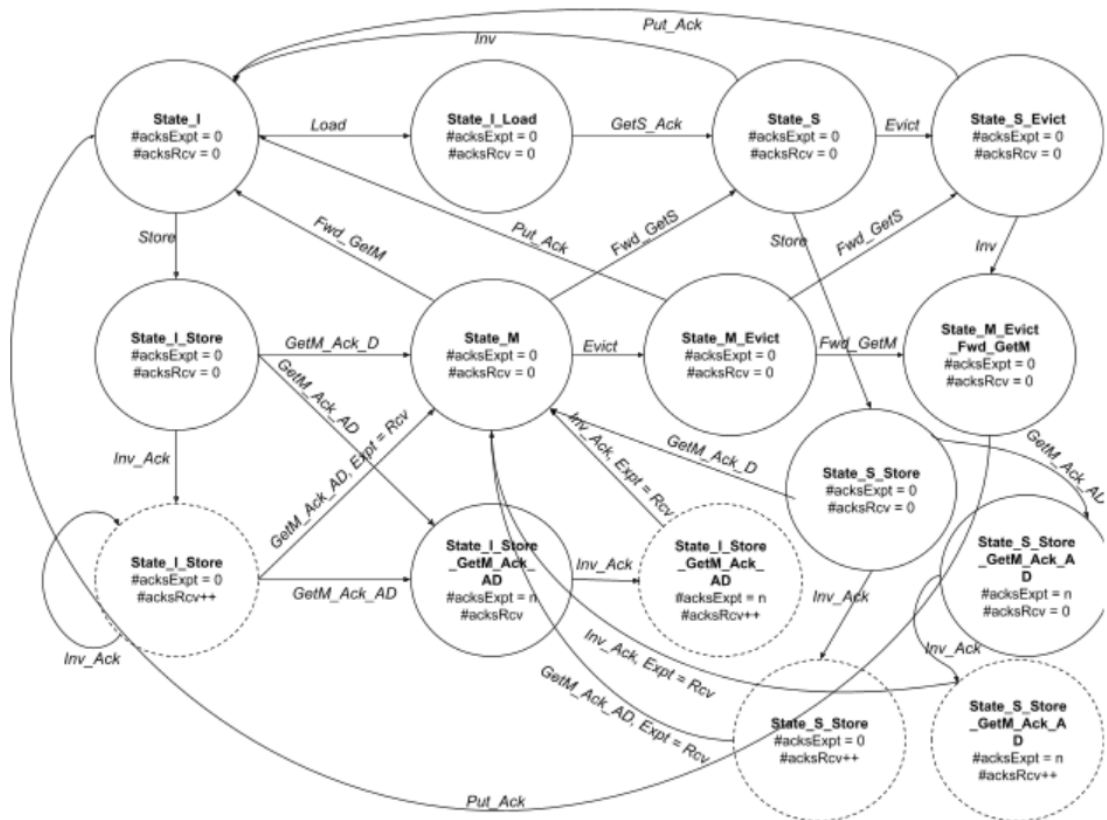 Put_Ack
Inv
State_I
#acksExpt = 0
#acksRcv = 0
Load
State_I_Load
#acksExpt = 0
#acksRcv = 0
GetS_Ack
State_S
#acksExpt = 0
#acksRcv = 0
Evict
State_S_Evict
#acksExpt = 0
#acksRcv = 0
Store
Fwd_GetM
Put_Ack
Fwd_GetS
Store
Fwd_GetS
Inv
State_I_Store
#acksExpt = 0
#acksRcv = 0
GetM_Ack_D
State_M
#acksExpt = 0
#acksRcv = 0
Evict
State_M_Evict
#acksExpt = 0
#acksRcv = 0
Fwd_GetM
State_M_Evict
_Fwd_GetM
#acksExpt = 0
#acksRcv = 0
GetM_Ack_AD
Inv_Ack
GetM_Ack_AD, Expt = Rcv
Inv_Ack, Expt = Rcv
GetM_Ack_D
State_S_Store
#acksExpt = 0
#acksRcv = 0
GetM_Ack_AD
State_I_Store
#acksExpt = 0
#acksRcv++
Inv_Ack
GetM_Ack_AD
State_I_Store
_GetM_Ack_
AD
#acksExpt = n
#acksRcv
Inv_Ack
State_I_Store
_GetM_Ack_
AD
#acksExpt = n
#acksRcv++
State_S_Store
_GetM_Ack_A
D
#acksExpt = n
#acksRcv = 0
Inv_Ack
Inv_Ack
Inv_Ack, Expt = Rcv
GetM_Ack_AD, Expt = Rcv
State_S_Store
#acksExpt = 0
#acksRcv++
State_S_Store
_GetM_Ack_A
D
#acksExpt = n
#acksRcv++
Put_Ack